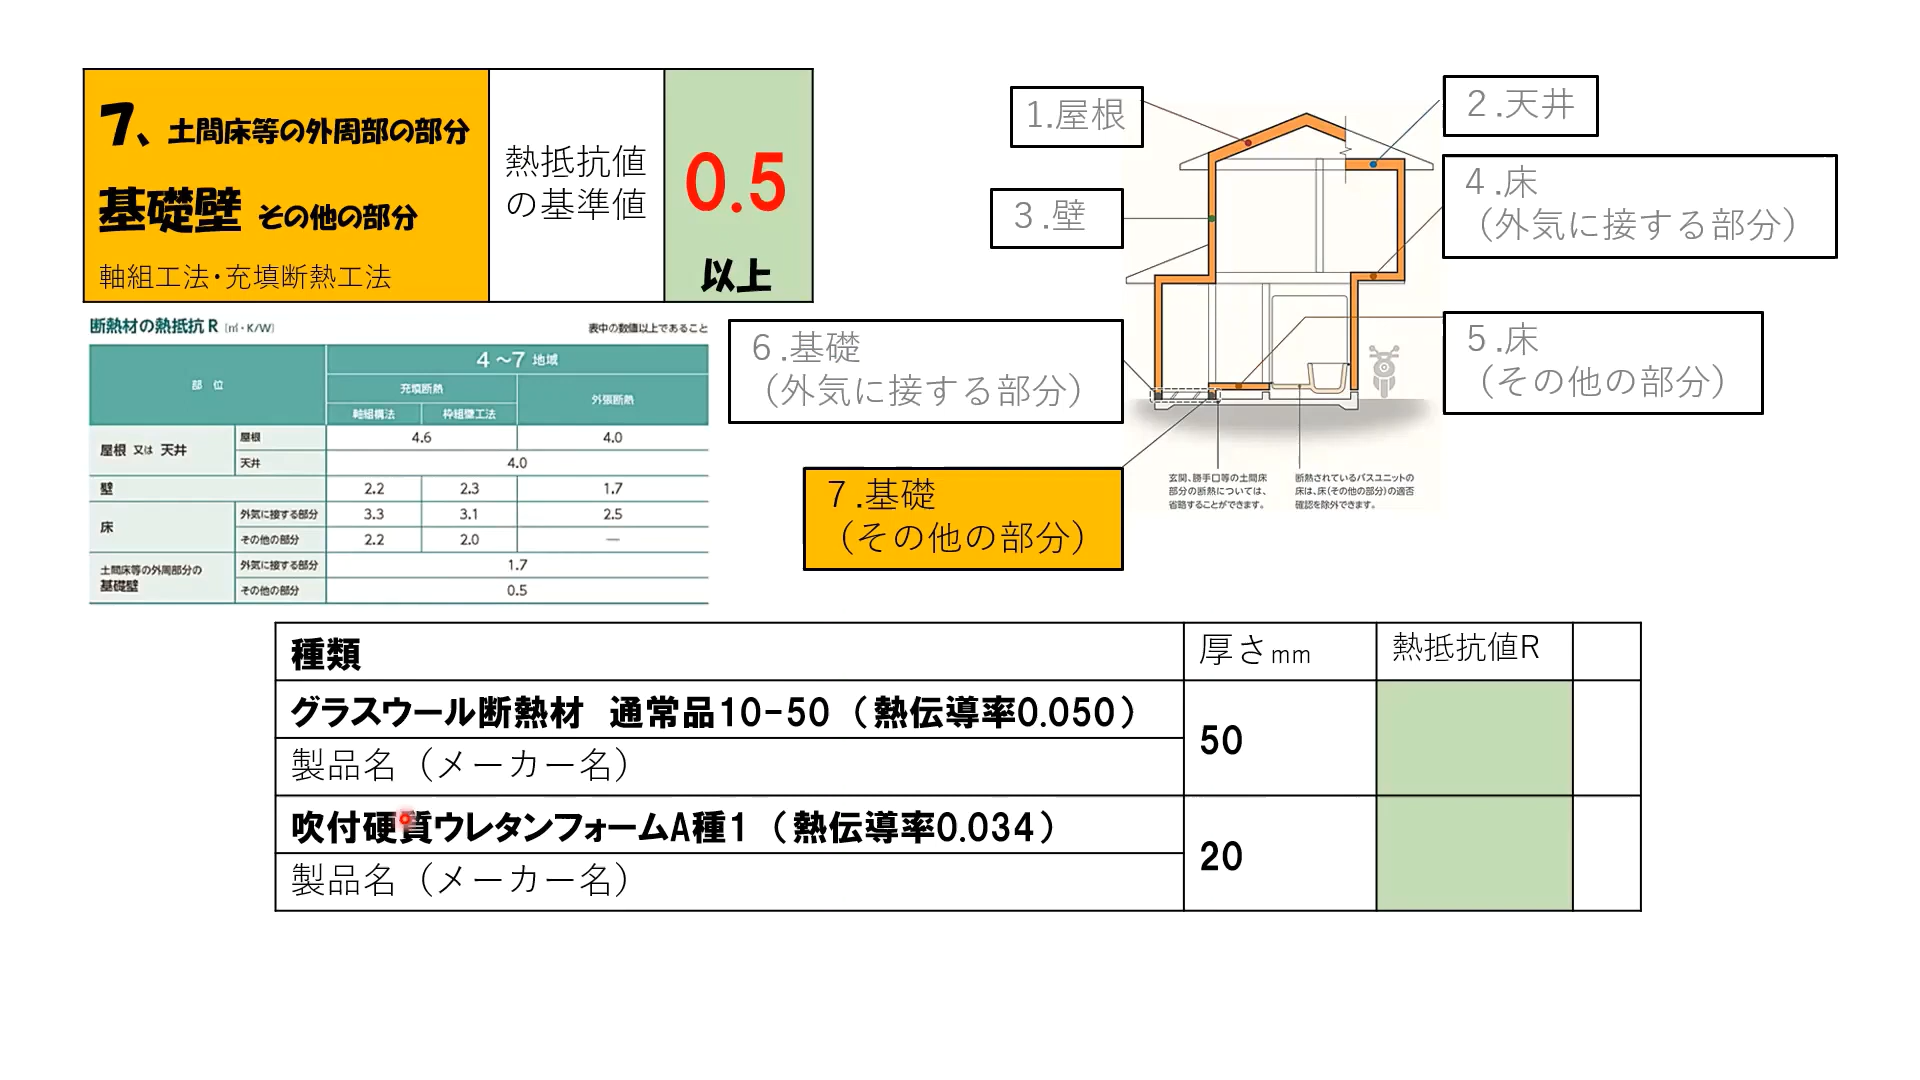 7、土間床等の外周部の部分
基礎壁 その他の部分
軸組工法・充填断熱工法
熱抵抗値
の基準値
0.5
以上
1.屋根
２.天井
３.壁
４.床
（外気に接する部分）
６.基礎
（外気に接する部分）
５.床
（その他の部分）
７.基礎
（その他の部分）
玄関、勝手口等の土間床
部分の断熱については、
省略することができます。
断熱されているバスユニットの
床は、床(その他の部分)の適否
確認を除外できます。
断熱材の熱抵抗 R [㎡・K/W]
表中の数値以上であること
部 位
4 ～7 地域
充填断熱
外張断熱
軸組構法
枠組壁工法
屋根 又は 天井
屋根
4.6
4.0
天井
4.0
壁
2.2
2.3
1.7
床
外気に接する部分
3.3
3.1
2.5
その他の部分
2.2
2.0
—
土間床等の外周部分の
基礎壁
外気に接する部分
1.7
その他の部分
0.5
種類
厚さmm
熱抵抗値R
グラスウール断熱材　通常品10-50（熱伝導率0.050）
50
製品名（メーカー名）
吹付硬質ウレタンフォームA種1（熱伝導率0.034）
20
製品名（メーカー名）